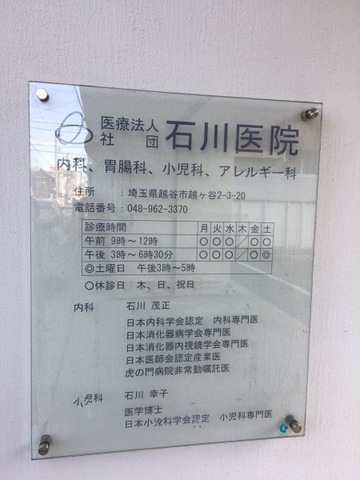 医療法人
社団 石川医院
内科、胃腸科、小児科、アレルギー科
住所 :埼玉県越谷市越ヶ谷2-3-20
電話番号:048-962-3370
診療時間 月 火 水 木 金 土
午前 9時〜12時 〇 〇 〇 / 〇 〇
午後 3時〜6時30分 〇 〇 〇 / 〇 ◎
◎土曜日 午後3時〜5時
〇休診日 木、日、祝日
内科 石川 茂正
日本内科学会認定 内科専門医
日本消化器病学会専門医
日本消化器内視鏡学会専門医
日本医師会認定産業医
虎の門病院非常勤嘱託医
小児科 石川 幸子
医学博士
日本小児科学会認定 小児科専門医